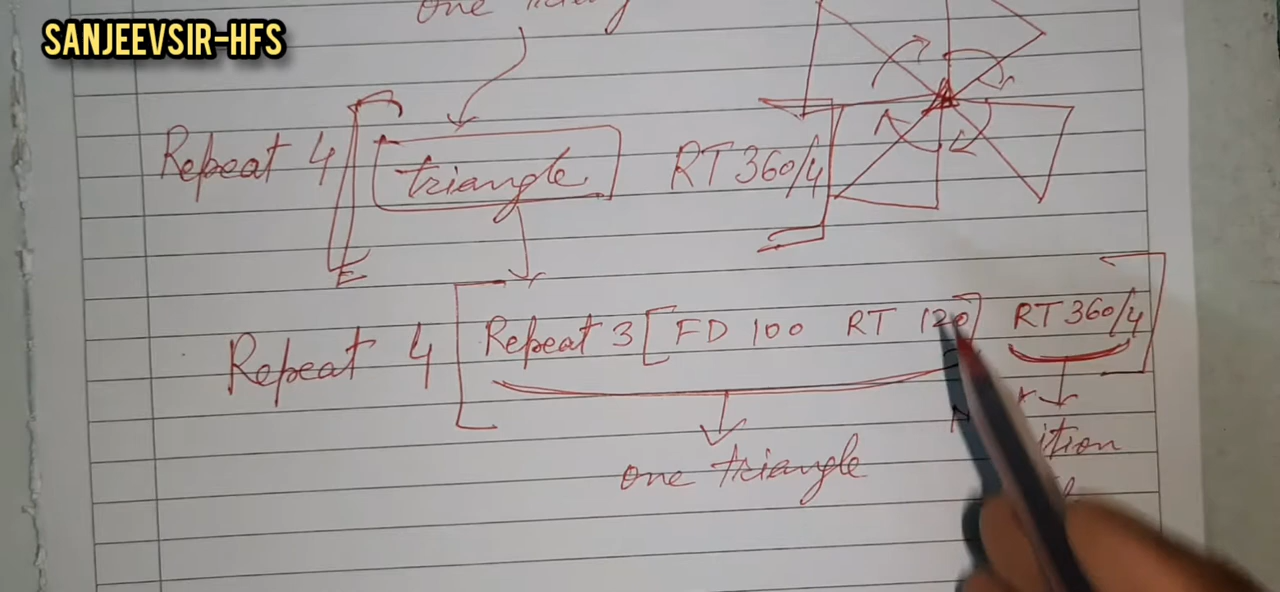 SANJEEVSIR-HFS
one
Repeat 4 [ triangle RT 360/4 ]
Repeat 4 [ Repeat 3 [ FD 100 RT 120 ] RT 360/4 ]
one triangle